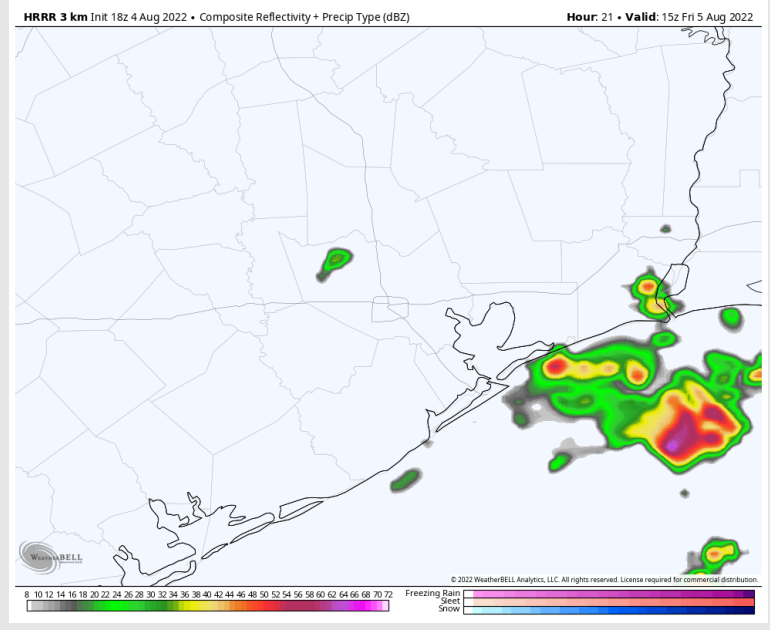 HRRR 3 km Init 18z 4 Aug 2022 • Composite Reflectivity + Precip Type (dBZ)
Hour: 21 • Valid: 15z Fri 5 Aug 2022
WEATHERBELL
© 2022 WeatherBELL Analytics, LLC. All rights reserved. License required for commercial distribution.
8 10 12 14 16 18 20 22 24 26 28 30 32 34 36 38 40 42 44 46 48 50 52 54 56 58 60 62 64 66 68 70 72
Freezing Rain
Sleet
Snow